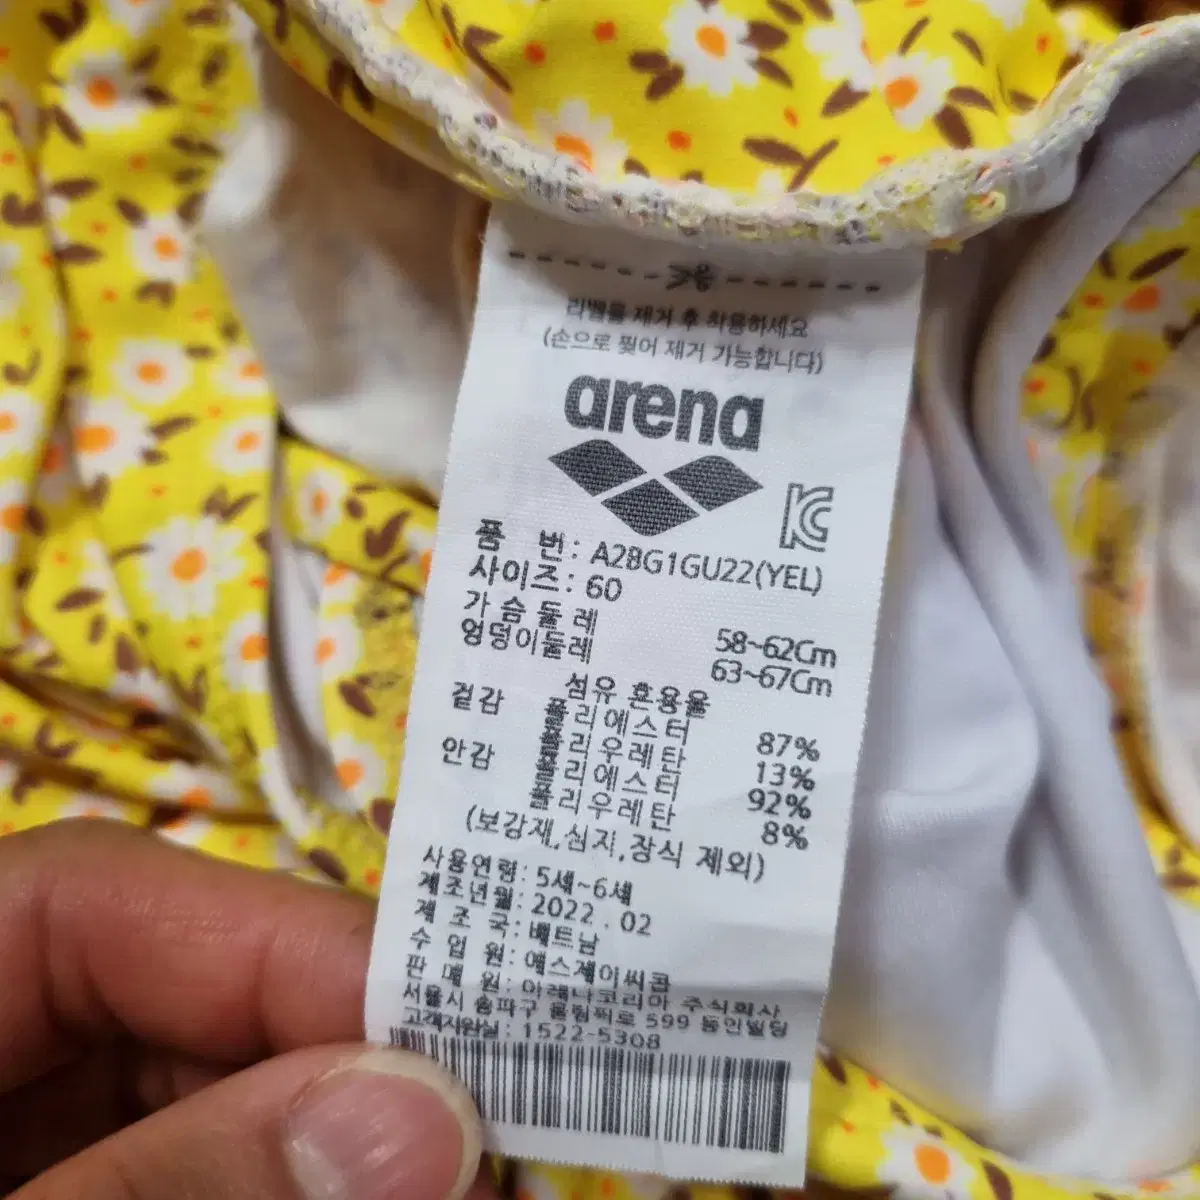 라벨를 제거 후 착용하세요
(손으로 찢어 제거 가능합니다)
arena
KC
품 번: A2BG1GU22(YEL)
사이즈: 60
가슴둘레 58~62Cm
엉덩이둘레 63~67Cm
섬유 혼용율
겉감 폴리에스터 87%
폴리우레탄 13%
안감 폴리에스터 92%
폴리우레탄 8%
(보강재,심지,장식 제외)
사용연령: 5세~6세
제조년월: 2022.02
제 조 국: 베트남
수 입 원: 에스제이씨콤
판 매 원: 아레나코리아 주식회사
서울시 송파구 올림픽로 599 동인빌딩
고객지원실: 1522-5308